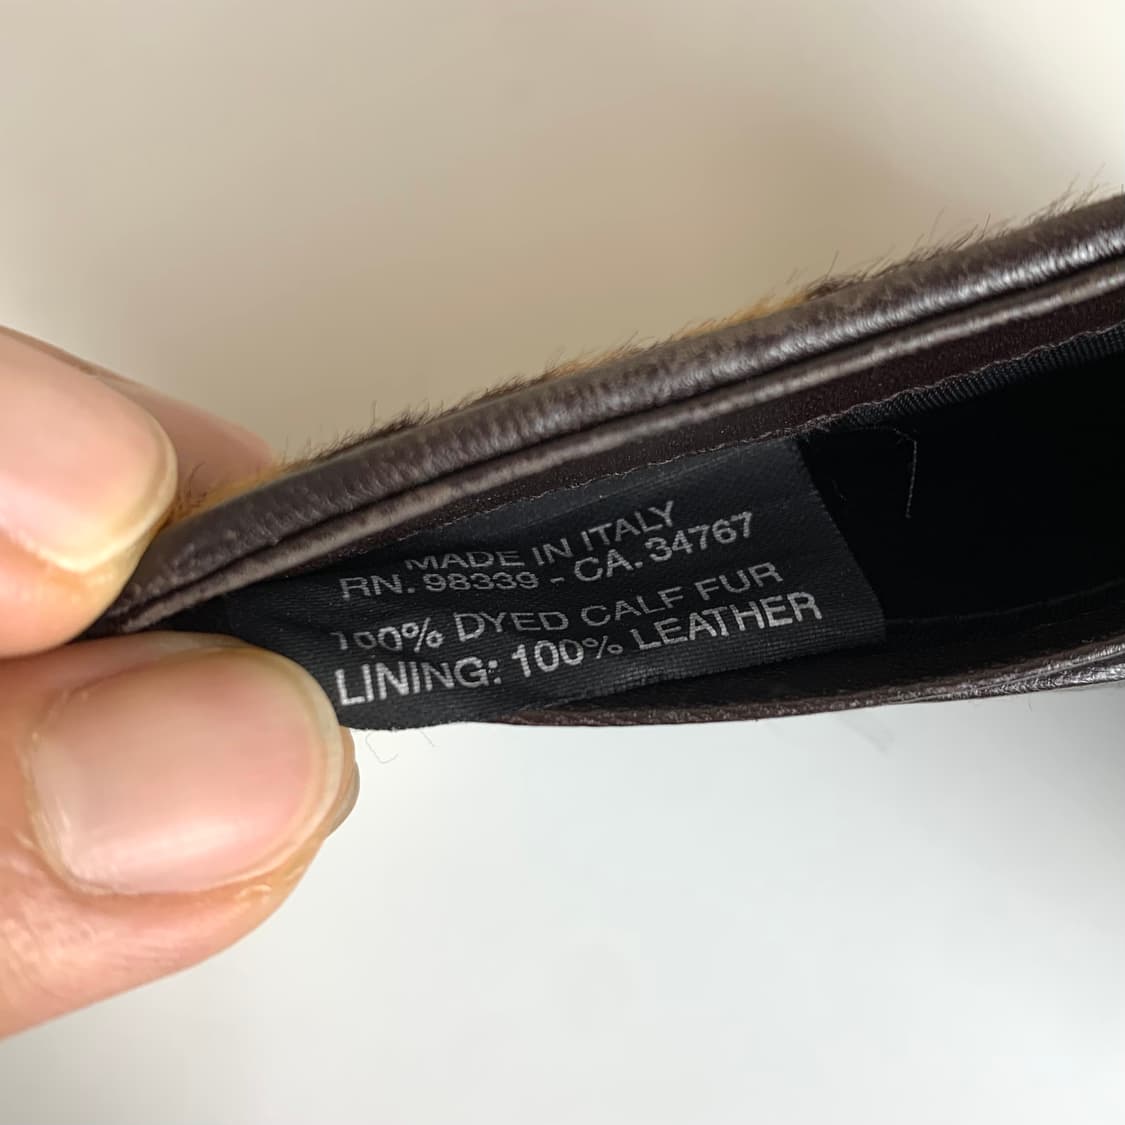 MADE IN ITALY
RN. 98339 - CA. 34767
100% DYED CALF FUR
LINING: 100% LEATHER